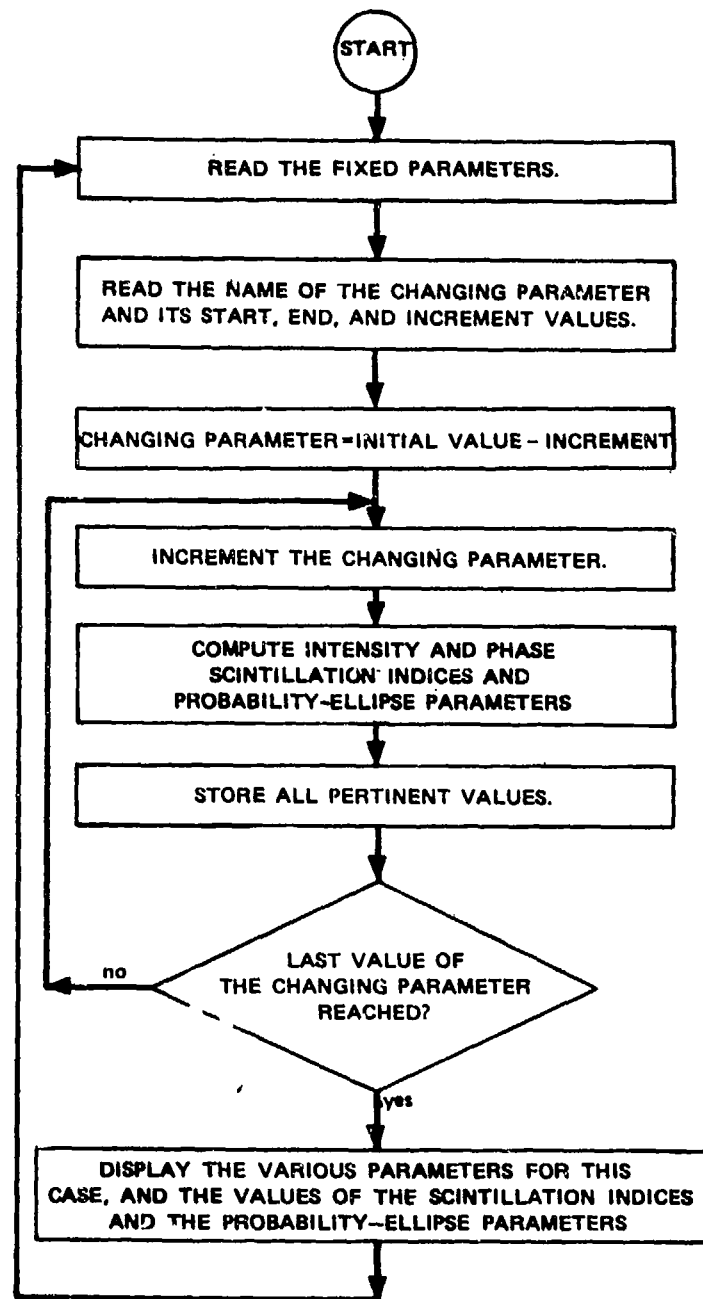 START
READ THE FIXED PARAMETERS.
READ THE NAME OF THE CHANGING PARAMETER
AND ITS START, END, AND INCREMENT VALUES.
CHANGING PARAMETER=INITIAL VALUE - INCREMENT
INCREMENT THE CHANGING PARAMETER.
COMPUTE INTENSITY AND PHASE
SCINTILLATION INDICES AND
PROBABILITY-ELLIPSE PARAMETERS
STORE ALL PERTINENT VALUES.
LAST VALUE OF
THE CHANGING PARAMETER
REACHED?
no
yes
DISPLAY THE VARIOUS PARAMETERS FOR THIS
CASE, AND THE VALUES OF THE SCINTILLATION INDICES
AND THE PROBABILITY-ELLIPSE PARAMETERS